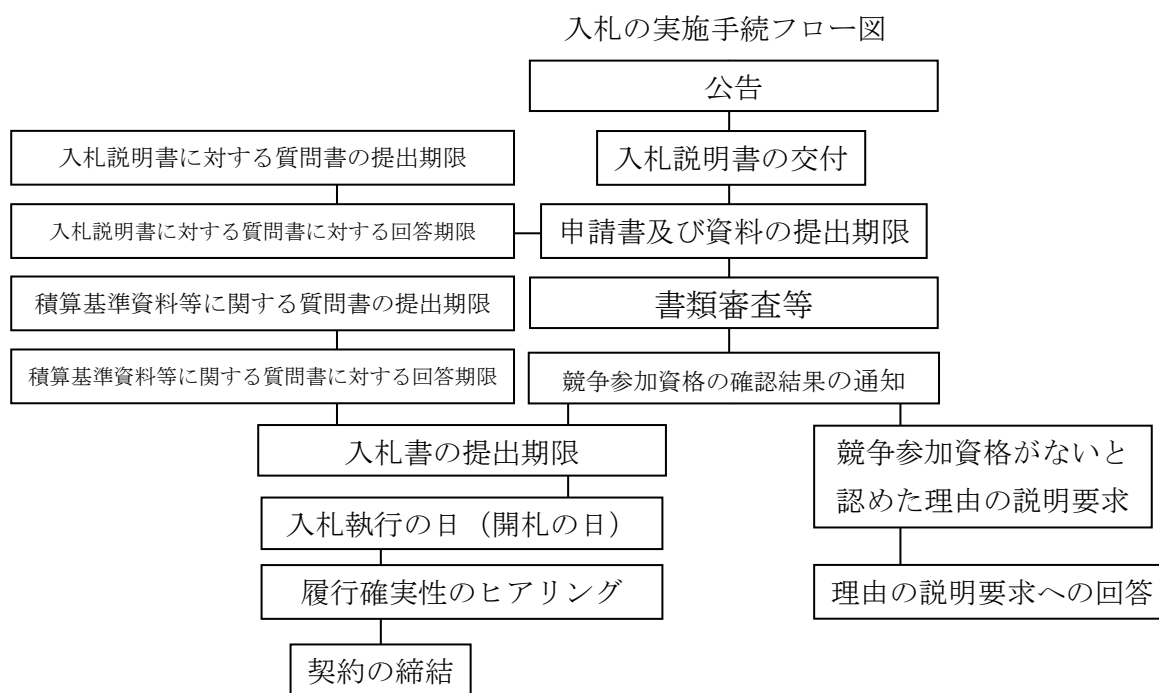 入札の実施手続フロー図
公告
入札説明書に対する質問書の提出期限
入札説明書の交付
入札説明書に対する質問書に対する回答期限
申請書及び資料の提出期限
積算基準資料等に関する質問書の提出期限
書類審査等
積算基準資料等に関する質問書に対する回答期限
競争参加資格の確認結果の通知
入札書の提出期限
競争参加資格がないと
認めた理由の説明要求
入札執行の日（開札の日）
履行確実性のヒアリング
理由の説明要求への回答
契約の締結